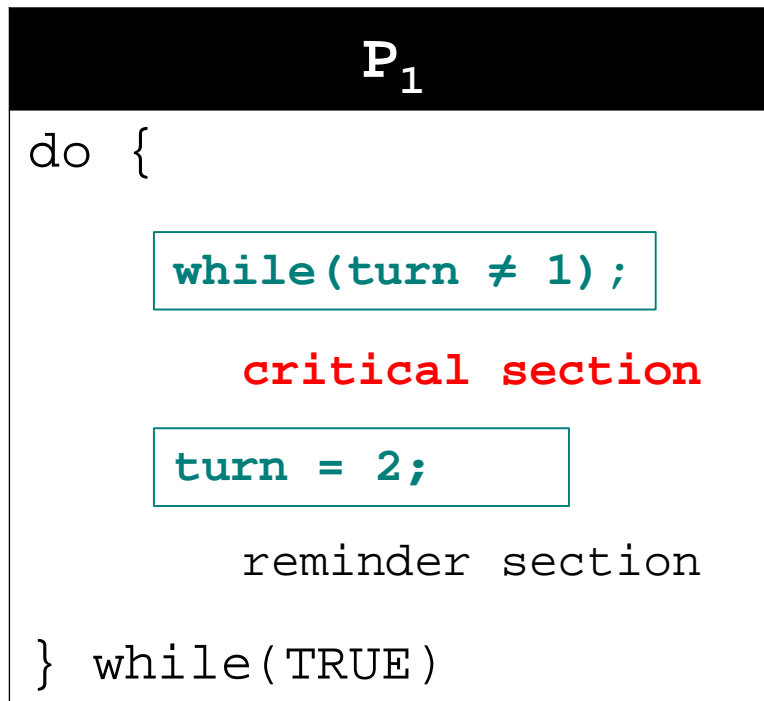 P₁
do {
while(turn ≠ 1);
critical section
turn = 2;
reminder section
} while(TRUE)